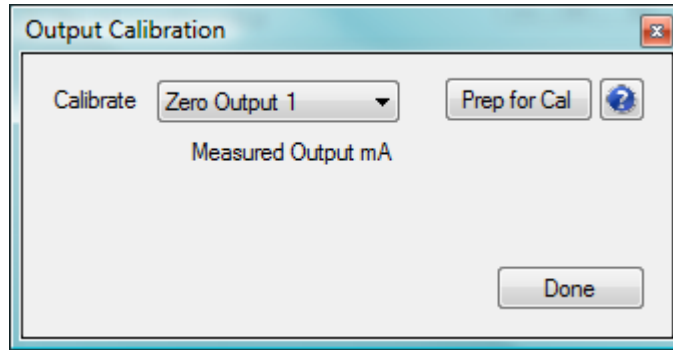 Output Calibration
Calibrate Zero Output 1 Prep for Cal
Measured Output mA
Done